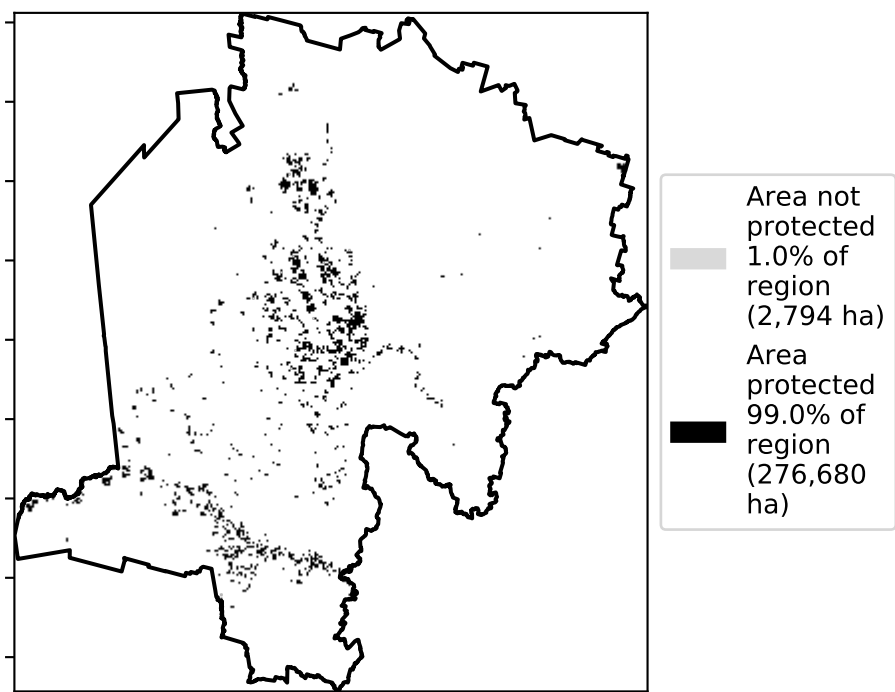 Area not
protected
1.0% of
region
(2,794 ha)
Area
protected
99.0% of
region
(276,680
ha)